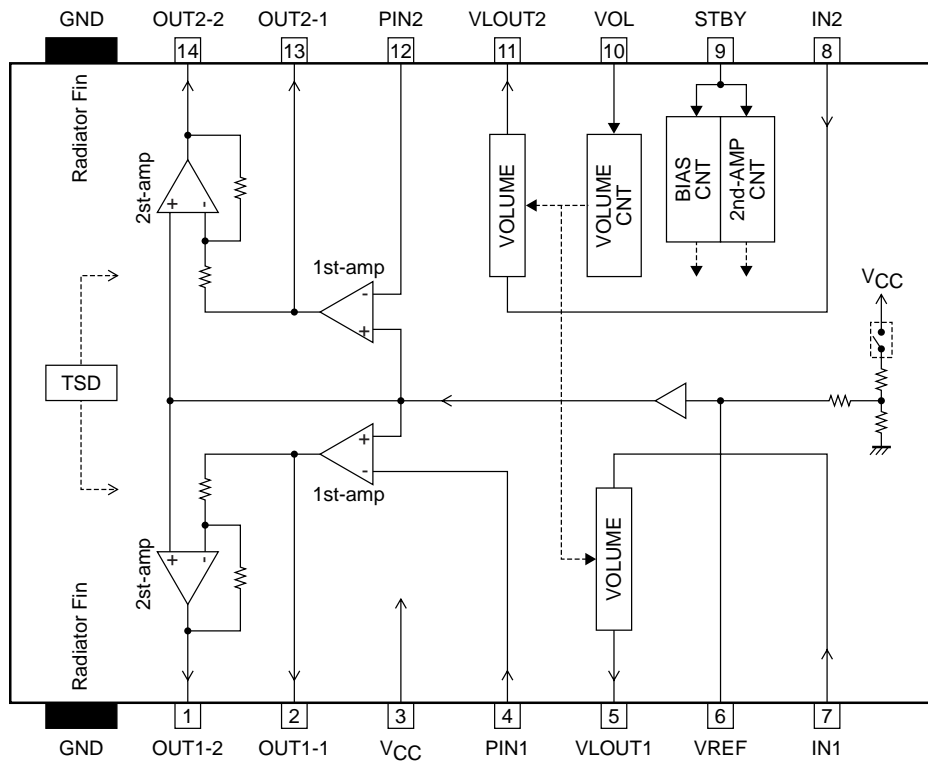 GND OUT2-2 OUT2-1 PIN2 VLOUT2 VOL STBY IN2
14 13 12 11 10 9 8
Radiator Fin
2st-amp
+ -
1st-amp
- +
VOLUME
VOLUME CNT
BIAS CNT
2nd-AMP CNT
VCC
TSD
+ -
1st-amp
2st-amp
+ -
VOLUME
Radiator Fin
1 2 3 4 5 6 7
GND OUT1-2 OUT1-1 VCC PIN1 VLOUT1 VREF IN1